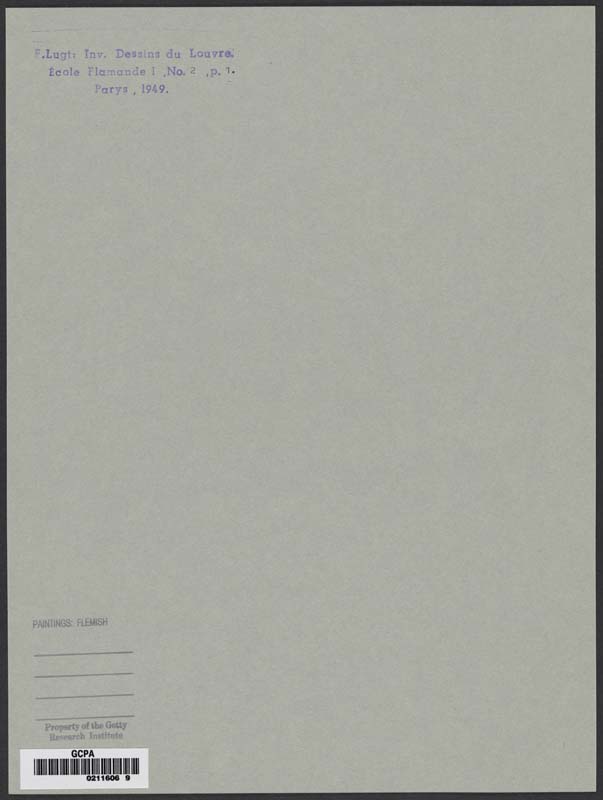 F.Lugt: Inv. Dessins du Louvre.
École Flamande I ,No. 2 ,p. 1.
Parys , 1949.
PAINTINGS: FLEMISH
Property of the Getty
Research Institute
GCPA
0211606 9